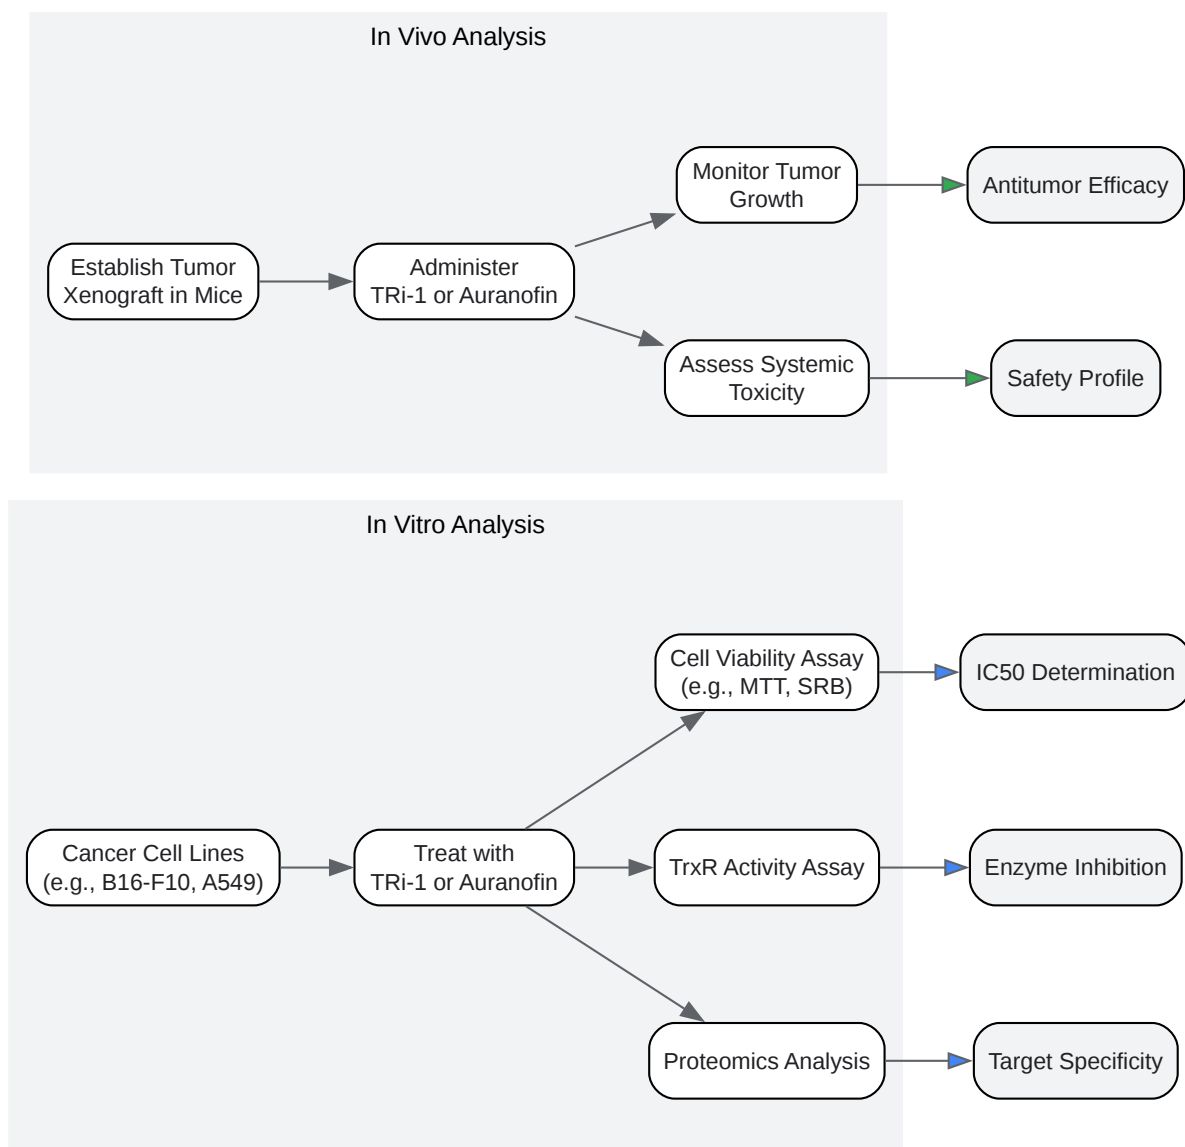 In Vivo Analysis
Monitor Tumor
Growth
Antitumor Efficacy
Establish Tumor
Xenograft in Mice
Administer
TRi-1 or Auranofin
Assess Systemic
Toxicity
Safety Profile
In Vitro Analysis
Cell Viability Assay
(e.g., MTT, SRB)
IC50 Determination
Cancer Cell Lines
(e.g., B16-F10, A549)
Treat with
TRi-1 or Auranofin
TrxR Activity Assay
Enzyme Inhibition
Proteomics Analysis
Target Specificity